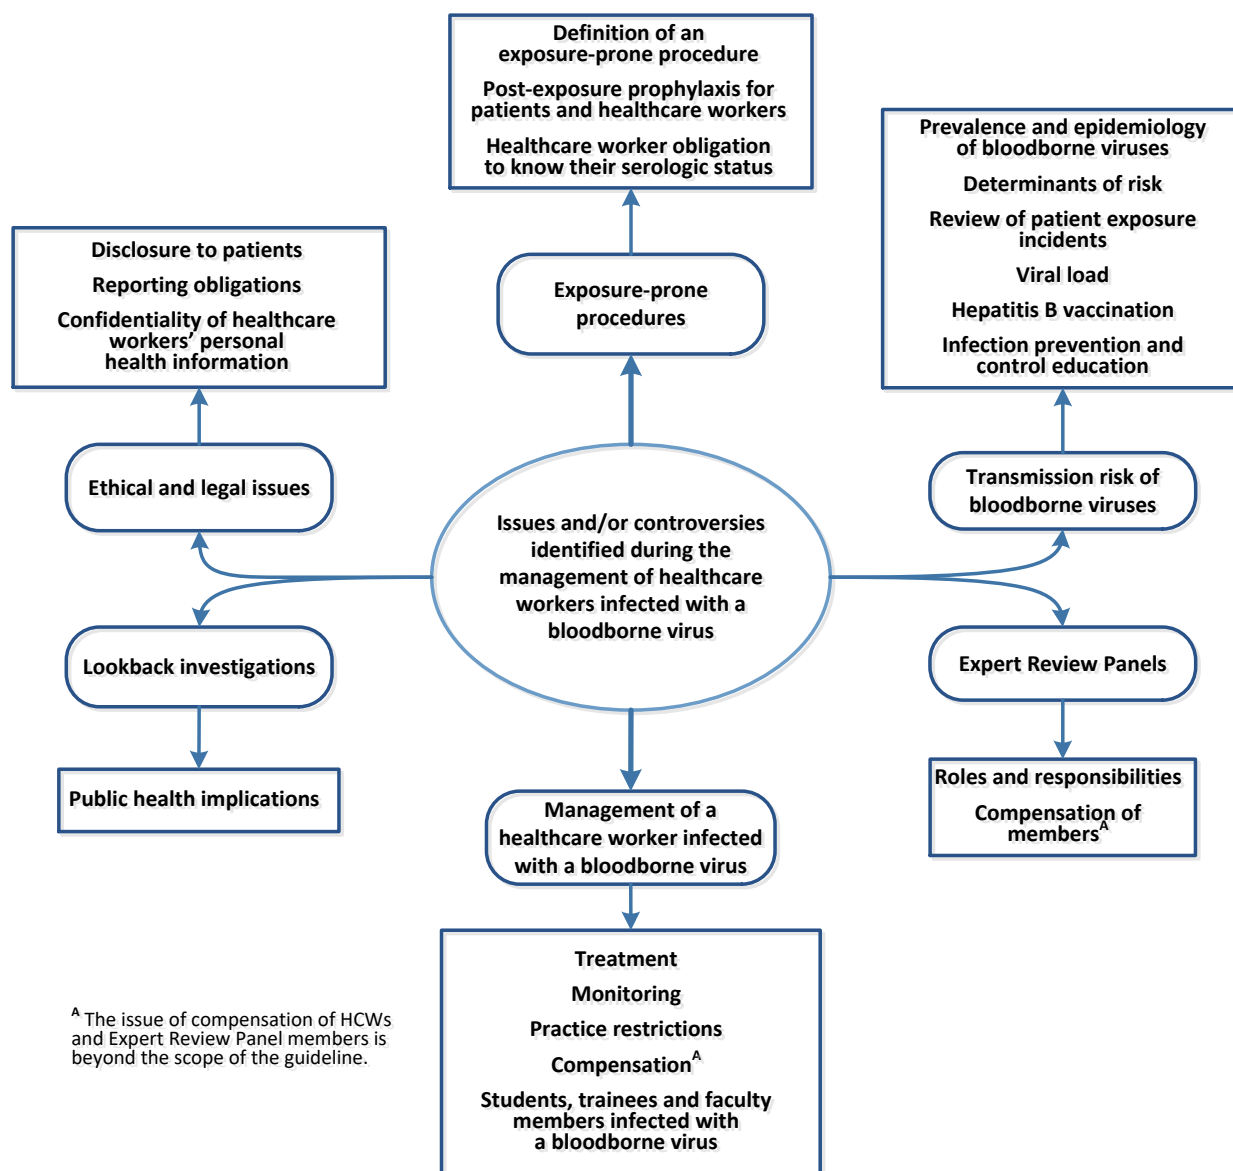 Definition of an
exposure-prone procedure
Post-exposure prophylaxis for
patients and healthcare workers
Healthcare worker obligation
to know their serologic status
Prevalence and epidemiology
of bloodborne viruses
Determinants of risk
Review of patient exposure
incidents
Viral load
Hepatitis B vaccination
Infection prevention and
control education
Disclosure to patients
Reporting obligations
Confidentiality of healthcare
workers’ personal
health information
Exposure-prone
procedures
Ethical and legal issues
Transmission risk of
bloodborne viruses
Issues and/or controversies
identified during the
management of healthcare
workers infected with a
bloodborne virus
Lookback investigations
Expert Review Panels
Public health implications
Roles and responsibilities
Compensation of
members^A
Management of a
healthcare worker infected
with a bloodborne virus
Treatment
Monitoring
Practice restrictions
Compensation^A
Students, trainees and faculty
members infected with
a bloodborne virus
^A The issue of compensation of HCWs
and Expert Review Panel members is
beyond the scope of the guideline.